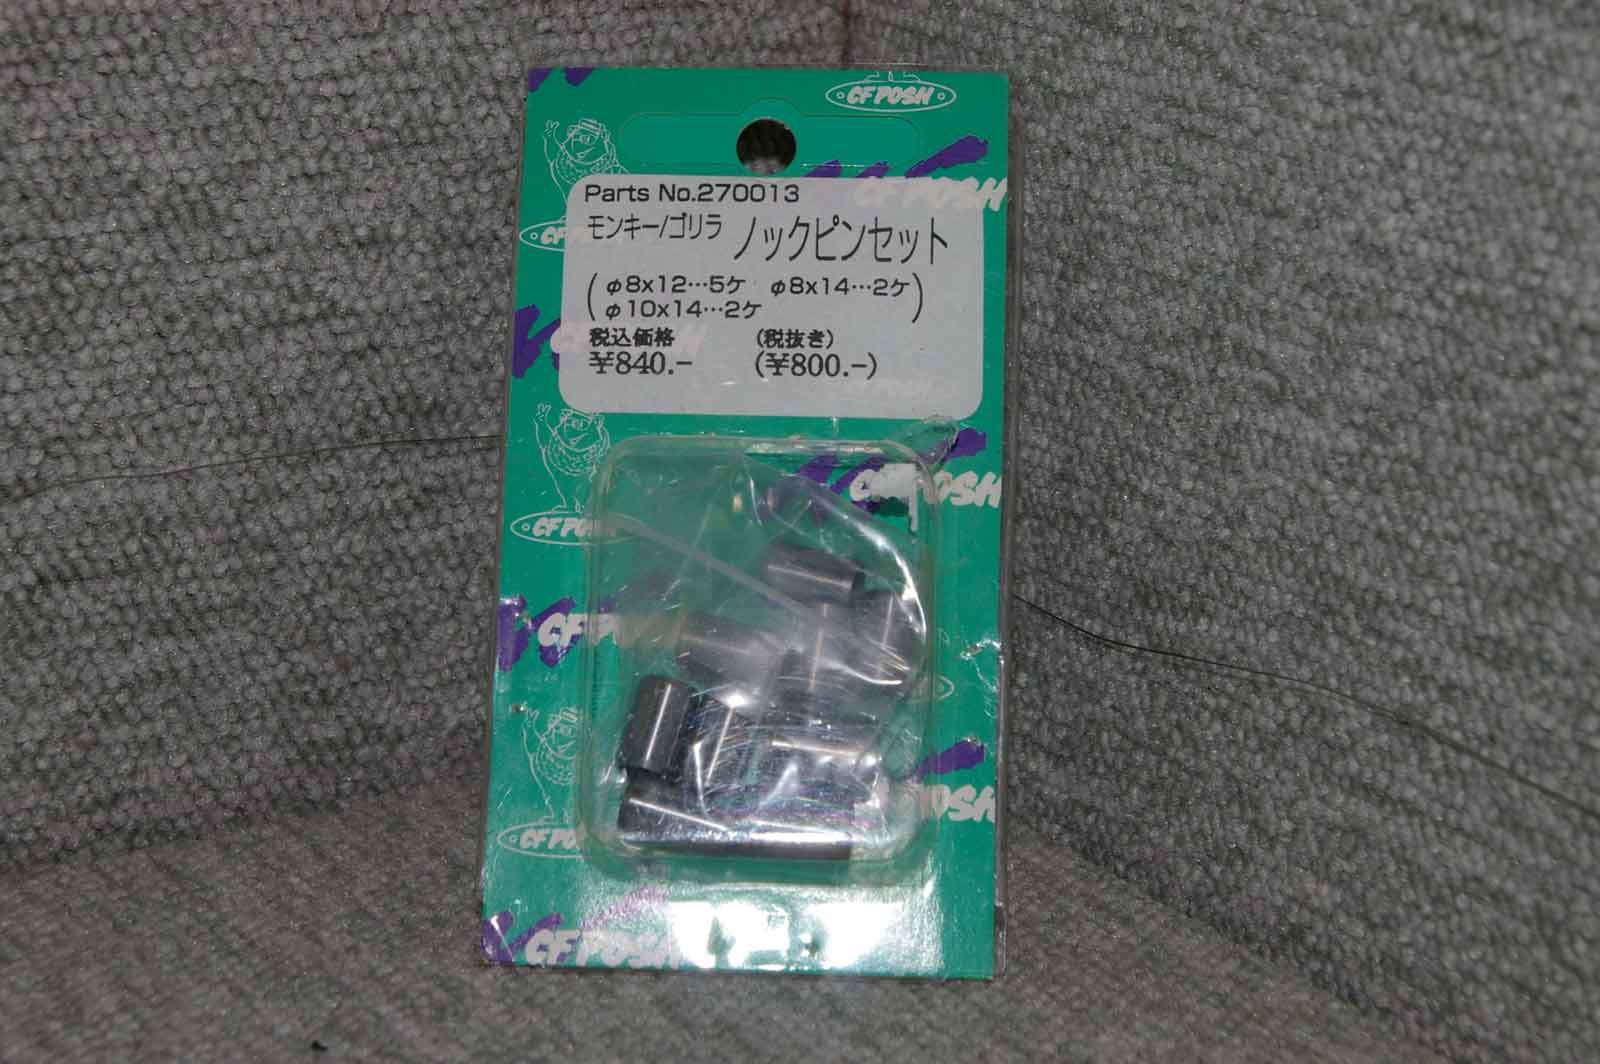 CF POSH
Parts No.270013
CF POSH
モンキー/ゴリラ ノックピンセット
(φ8x12…5ケ φ8x14…2ケ
φ10x14…2ケ)
税込価格 (税抜き)
¥840.- (¥800.-)
CF POSH
CF POSH
CF POSH